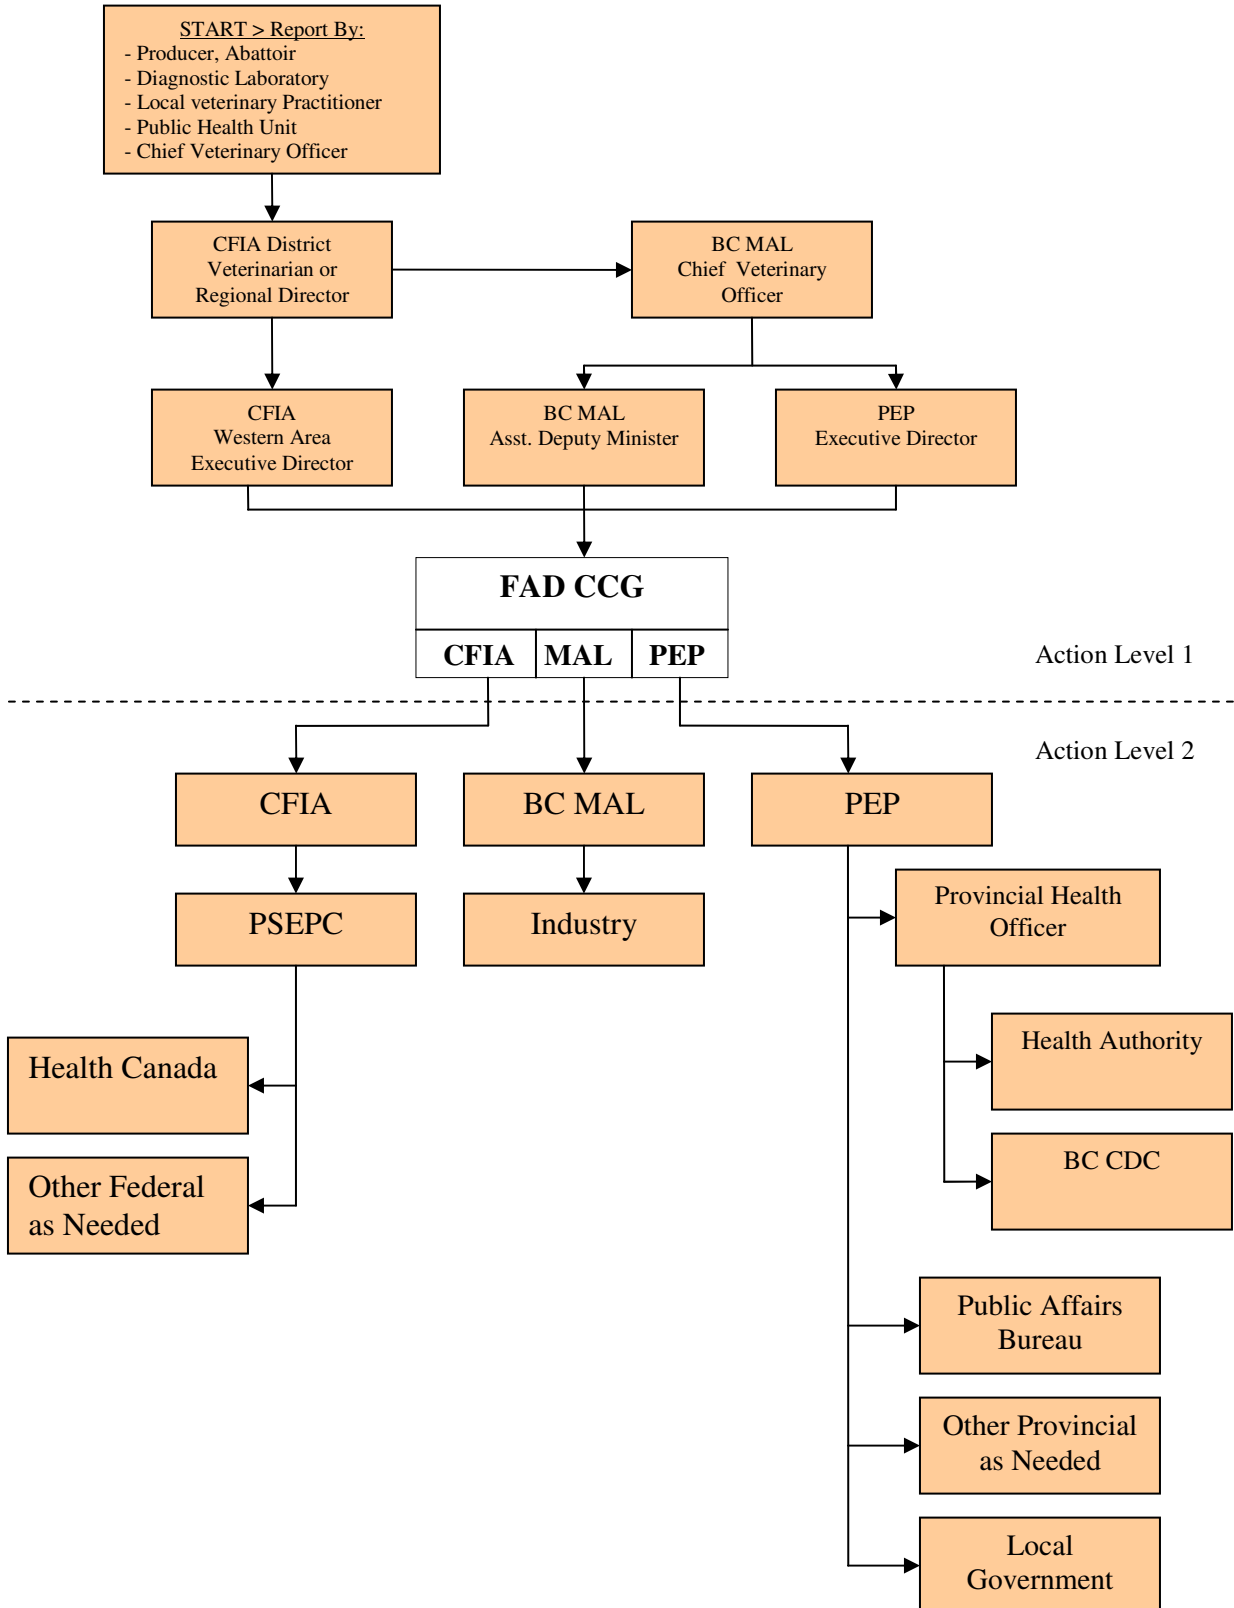 START > Report By:
- Producer, Abattoir
- Diagnostic Laboratory
- Local veterinary Practitioner
- Public Health Unit
- Chief Veterinary Officer
CFIA District
Veterinarian or
Regional Director
BC MAL
Chief Veterinary
Officer
CFIA
Western Area
Executive Director
BC MAL
Asst. Deputy Minister
PEP
Executive Director
FAD CCG
CFIA MAL PEP
Action Level 1
Action Level 2
CFIA
BC MAL
PEP
PSEPC
Industry
Provincial Health
Officer
Health Canada
Health Authority
Other Federal
as Needed
BC CDC
Public Affairs
Bureau
Other Provincial
as Needed
Local
Government